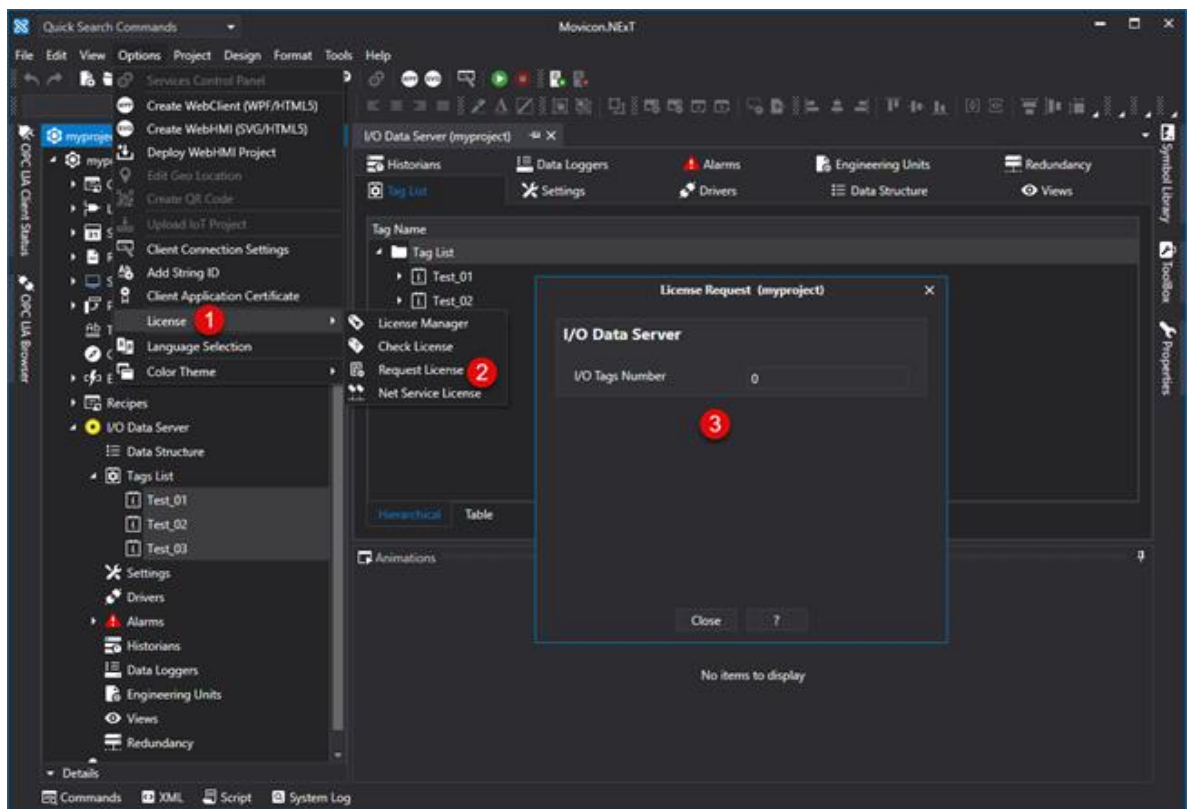 Quick Search Commands
Movicon.NExT
File Edit View Options Project Design Format Tools Help
Services Control Panel
Create WebClient (WPF/HTML5)
Create WebHMI (SVG/HTML5)
Deploy WebHMI Project
Edit Geo Location
Create QR Code
Upload IoT Project
Client Connection Settings
Add String ID
Client Application Certificate
License 1
Language Selection
Color Theme
License Manager
Check License
Request License 2
Net Service License
OPC UA Client Status
OPC UA Browser
Recipes
I/O Data Server
Data Structure
Tags List
Test_01
Test_02
Test_03
Settings
Drivers
Alarms
Historians
Data Loggers
Engineering Units
Views
Redundancy
Details
Commands XML Script System Log
I/O Data Server (myproject)
Historians Data Loggers Alarms Engineering Units Redundancy
Tag List Settings Drivers Data Structure Views
Tag Name
Tag List
Test_01
Test_02
Hierarchical Table
Animations
No items to display
License Request (myproject)
I/O Data Server
I/O Tags Number 0
3
Close ?
Symbol Library
ToolBox
Properties